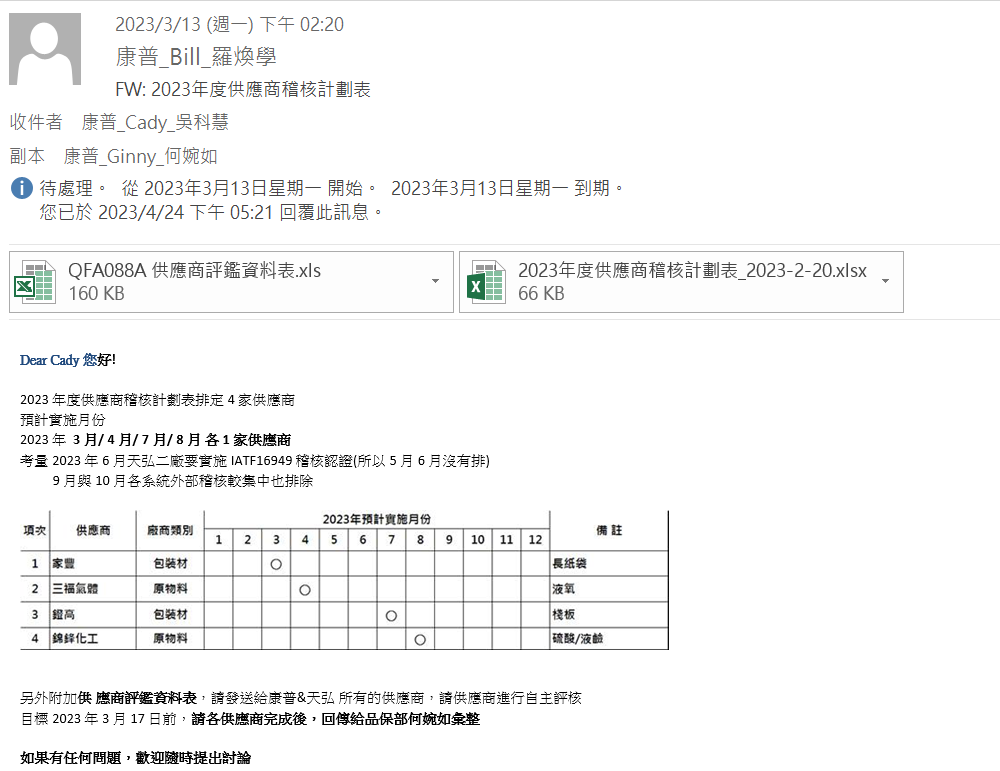 2023/3/13 (週一) 下午 02:20
康普_Bill_羅煥學
FW: 2023年度供應商稽核計劃表
收件者 康普_Cady_吳科慧
副本 康普_Ginny_何婉如
待處理。 從 2023年3月13日星期一 開始。 2023年3月13日星期一 到期。
您已於 2023/4/24 下午 05:21 回覆此訊息。
QFA088A 供應商評鑑資料表.xls
160 KB
2023年度供應商稽核計劃表_2023-2-20.xlsx
66 KB
Dear Cady 您好!
2023 年度供應商稽核計劃表排定 4 家供應商
預計實施月份
2023 年 3 月/ 4 月/ 7 月/ 8 月 各 1 家供應商
考量 2023 年 6 月天弘二廠要實施 IATF16949 稽核認證(所以 5 月 6 月沒有排)
9 月與 10 月各系統外部稽核較集中也排除
項次 供應商 廠商類別 2023年預計實施月份 備 註
1 2 3 4 5 6 7 8 9 10 11 12
1 家豐 包裝材 ○ 長紙袋
2 三福氣體 原物料 ○ 液氧
3 鐙高 包裝材 ○ 棧板
4 錦鋒化工 原物料 ○ 硫酸/液鹼
另外附加供 應商評鑑資料表，請發送給康普&天弘 所有的供應商，請供應商進行自主評核
目標 2023 年 3 月 17 日前，請各供應商完成後，回傳給品保部何婉如彙整
如果有任何問題，歡迎隨時提出討論